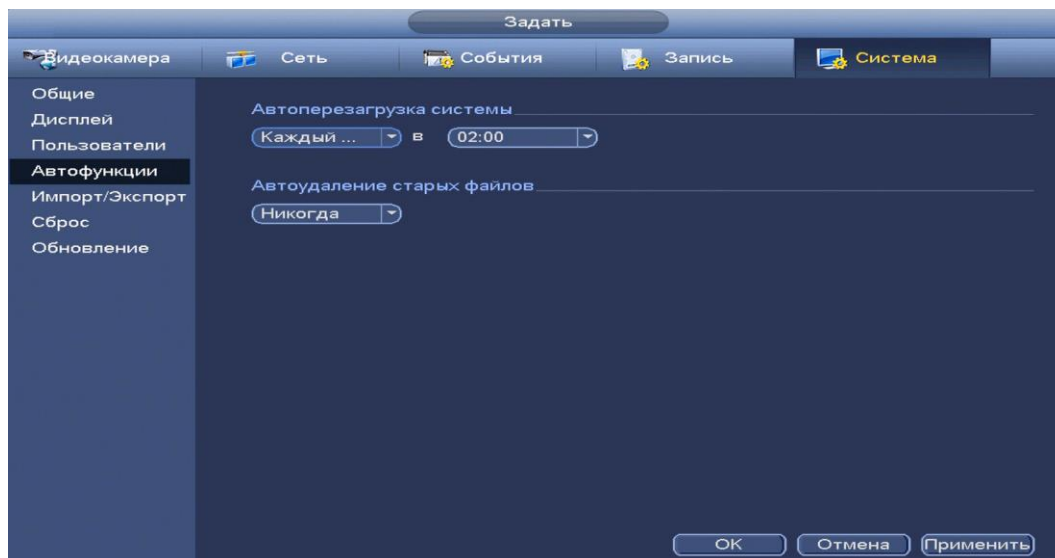 Задать
Видеокамера Сеть События Запись Система
Общие
Дисплей
Пользователи
Автофункции
Импорт/Экспорт
Сброс
Обновление
Автоперезагрузка системы
Каждый ... в 02:00
Автоудаление старых файлов
Никогда
OK Отмена Применить